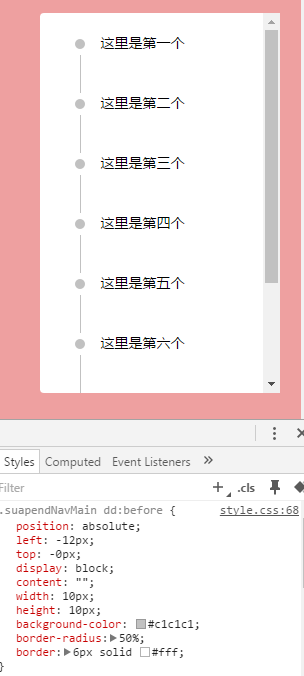 这里是第一个
这里是第二个
这里是第三个
这里是第四个
这里是第五个
这里是第六个
Styles Computed Event Listeners »
Filter + .cls
.suapendNavMain dd:before { style.css:68
position: absolute;
left: -12px;
top: -0px;
display: block;
content: "";
width: 10px;
height: 10px;
background-color: #c1c1c1;
border-radius: 50%;
border: 6px solid #fff;
}